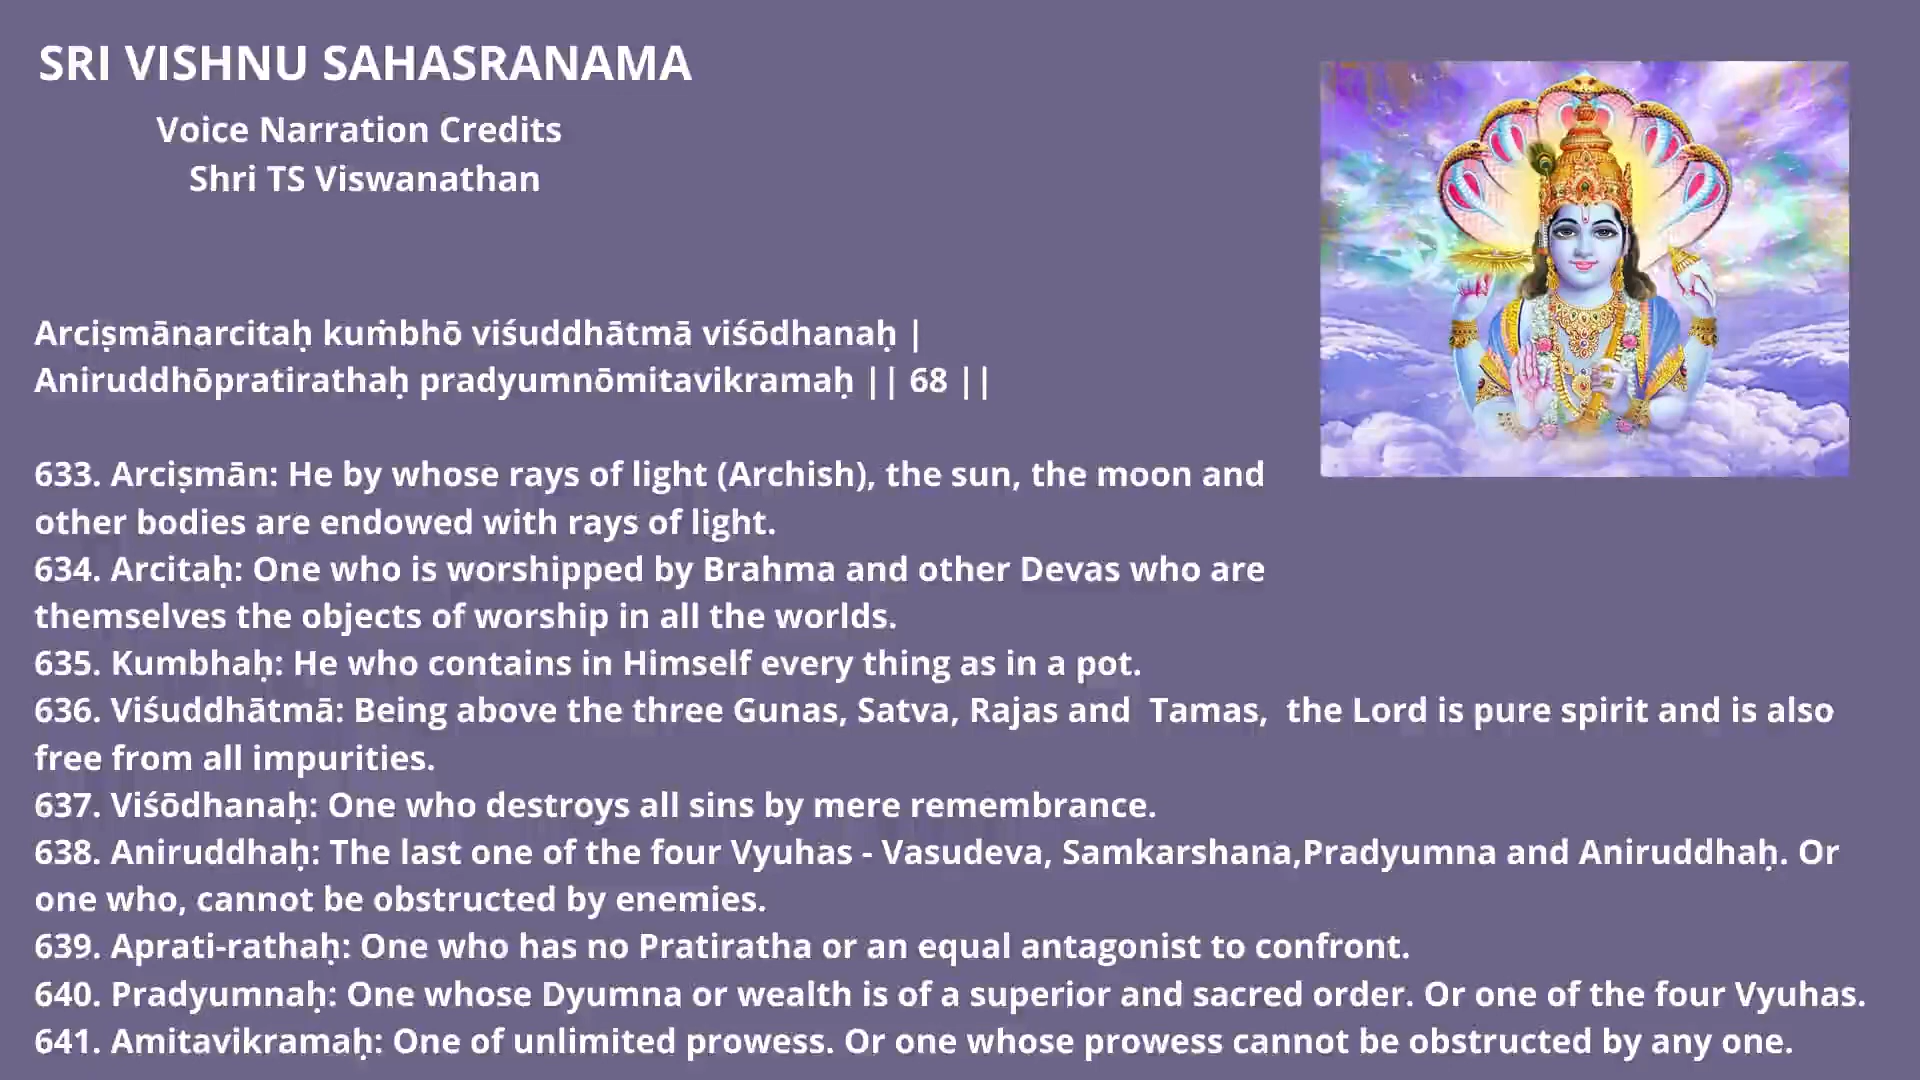 SRI VISHNU SAHASRANAMA
Voice Narration Credits
Shri TS Viswanathan
Arciṣmānarcitaḥ kuṁbhō viśuddhātmā viśōdhanaḥ |
Aniruddhōpratirathaḥ pradyumnōmitavikramaḥ || 68 ||
633. Arciṣmān: He by whose rays of light (Archish), the sun, the moon and
other bodies are endowed with rays of light.
634. Arcitaḥ: One who is worshipped by Brahma and other Devas who are
themselves the objects of worship in all the worlds.
635. Kumbhaḥ: He who contains in Himself every thing as in a pot.
636. Viśuddhātmā: Being above the three Gunas, Satva, Rajas and  Tamas,  the Lord is pure spirit and is also
free from all impurities.
637. Viśōdhanaḥ: One who destroys all sins by mere remembrance.
638. Aniruddhaḥ: The last one of the four Vyuhas - Vasudeva, Samkarshana,Pradyumna and Aniruddhaḥ. Or
one who, cannot be obstructed by enemies.
639. Aprati-rathaḥ: One who has no Pratiratha or an equal antagonist to confront.
640. Pradyumnaḥ: One whose Dyumna or wealth is of a superior and sacred order. Or one of the four Vyuhas.
641. Amitavikramaḥ: One of unlimited prowess. Or one whose prowess cannot be obstructed by any one.